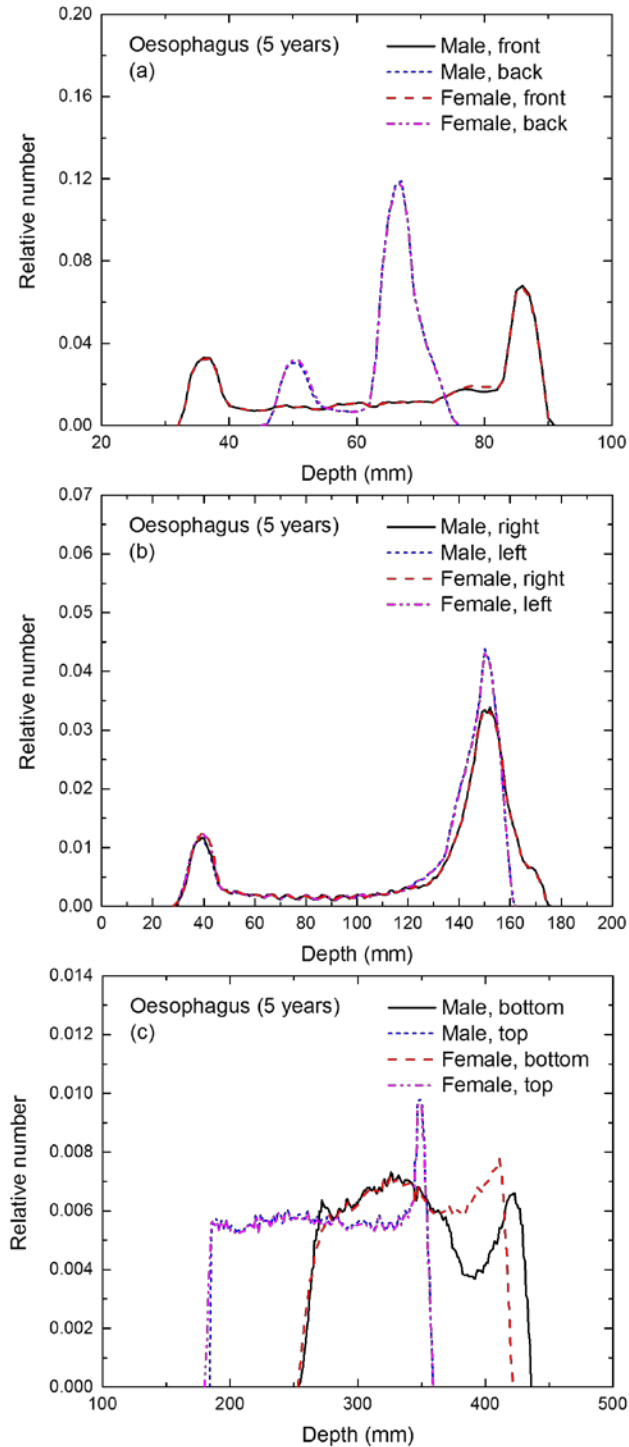 Oesophagus (5 years)
(a)
Male, front
Male, back
Female, front
Female, back
0.20
0.16
0.12
0.08
0.04
0.00
Relative number
20 40 60 80 100
Depth (mm)
Oesophagus (5 years)
(b)
Male, right
Male, left
Female, right
Female, left
0.07
0.06
0.05
0.04
0.03
0.02
0.01
0.00
Relative number
0 20 40 60 80 100 120 140 160 180 200
Depth (mm)
Oesophagus (5 years)
(c)
Male, bottom
Male, top
Female, bottom
Female, top
0.014
0.012
0.010
0.008
0.006
0.004
0.002
0.000
Relative number
100 200 300 400 500
Depth (mm)